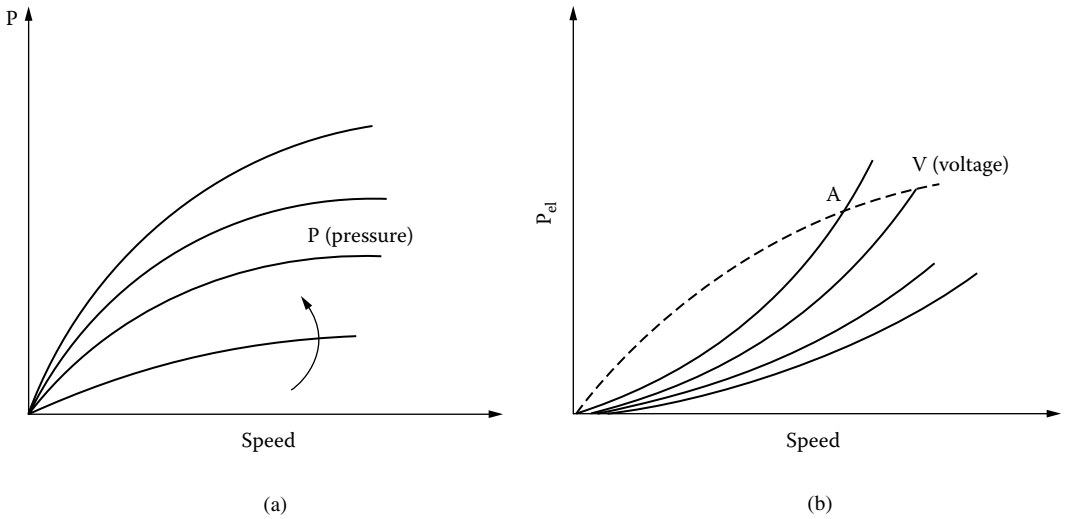 P
P (pressure)
Speed
(a)
P_el
A
V (voltage)
Speed
(b)